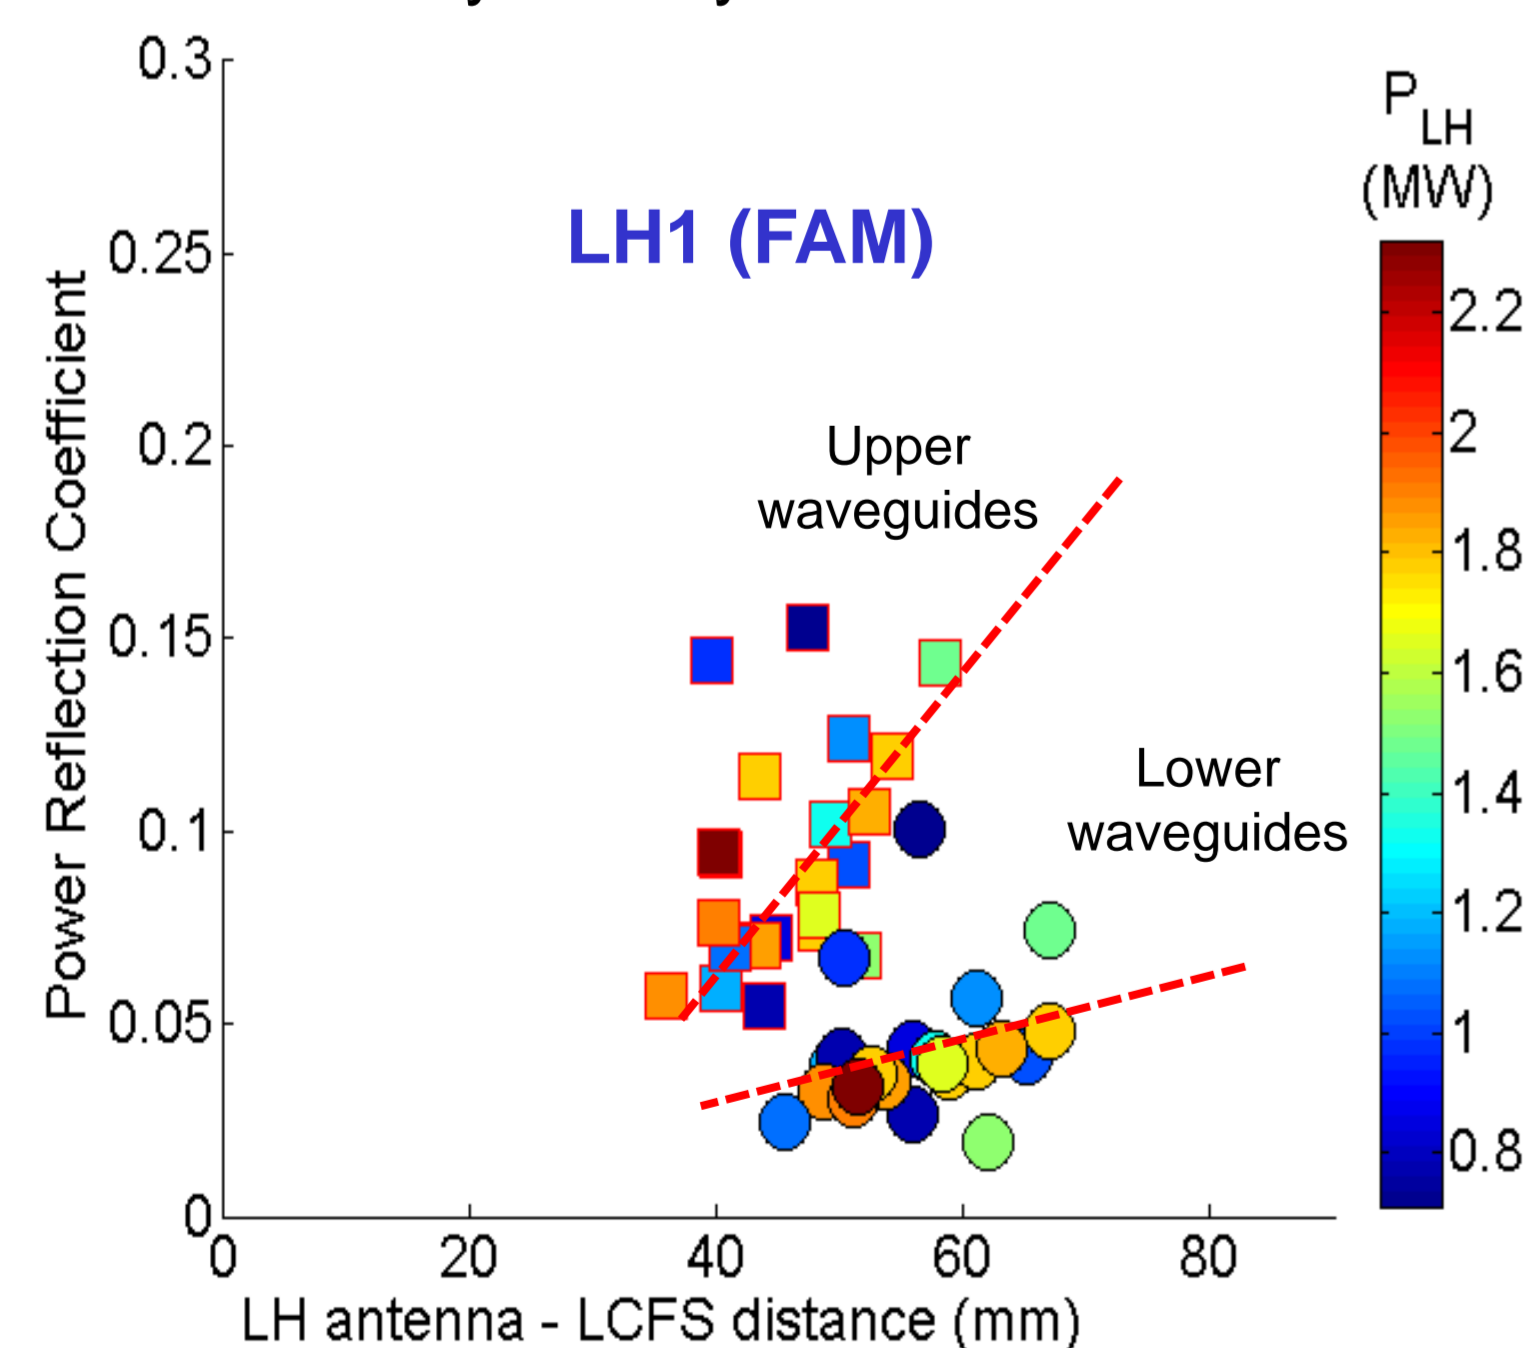 0.3
0.25
0.2
0.15
0.1
0.05
0
Power Reflection Coefficient
LH1 (FAM)
Upper
waveguides
Lower
waveguides
0
20
40
60
80
LH antenna - LCFS distance (mm)
P
LH
(MW)
2.2
2
1.8
1.6
1.4
1.2
1
0.8